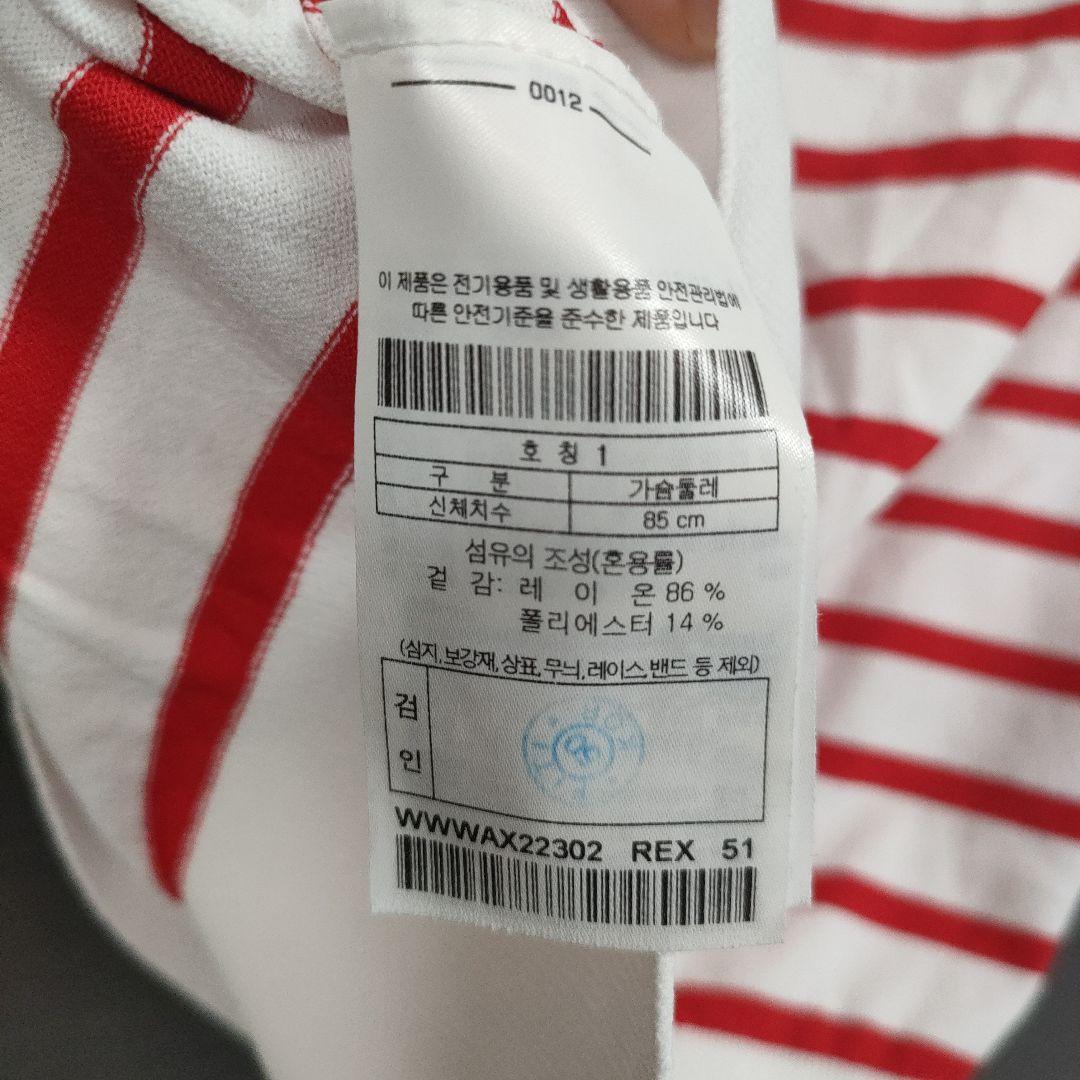 0012
이 제품은 전기용품 및 생활용품 안전관리법에
따른 안전기준을 준수한 제품입니다
호 칭 1
구 분 가슴둘레
신체치수 85 cm
섬유의 조성(혼용률)
겉 감: 레 이 온 86 %
폴리에스터 14 %
(심지,보강재,상표,무늬,레이스,밴드 등 제외)
검
인
WWWAX22302 REX 51